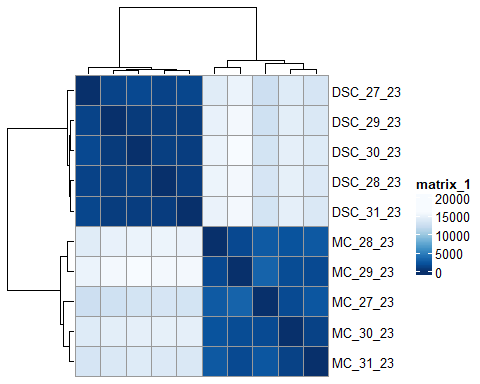 DSC_27_23
DSC_29_23
DSC_30_23
DSC_28_23
DSC_31_23
MC_28_23
MC_29_23
MC_27_23
MC_30_23
MC_31_23
matrix_1
20000
15000
10000
5000
0